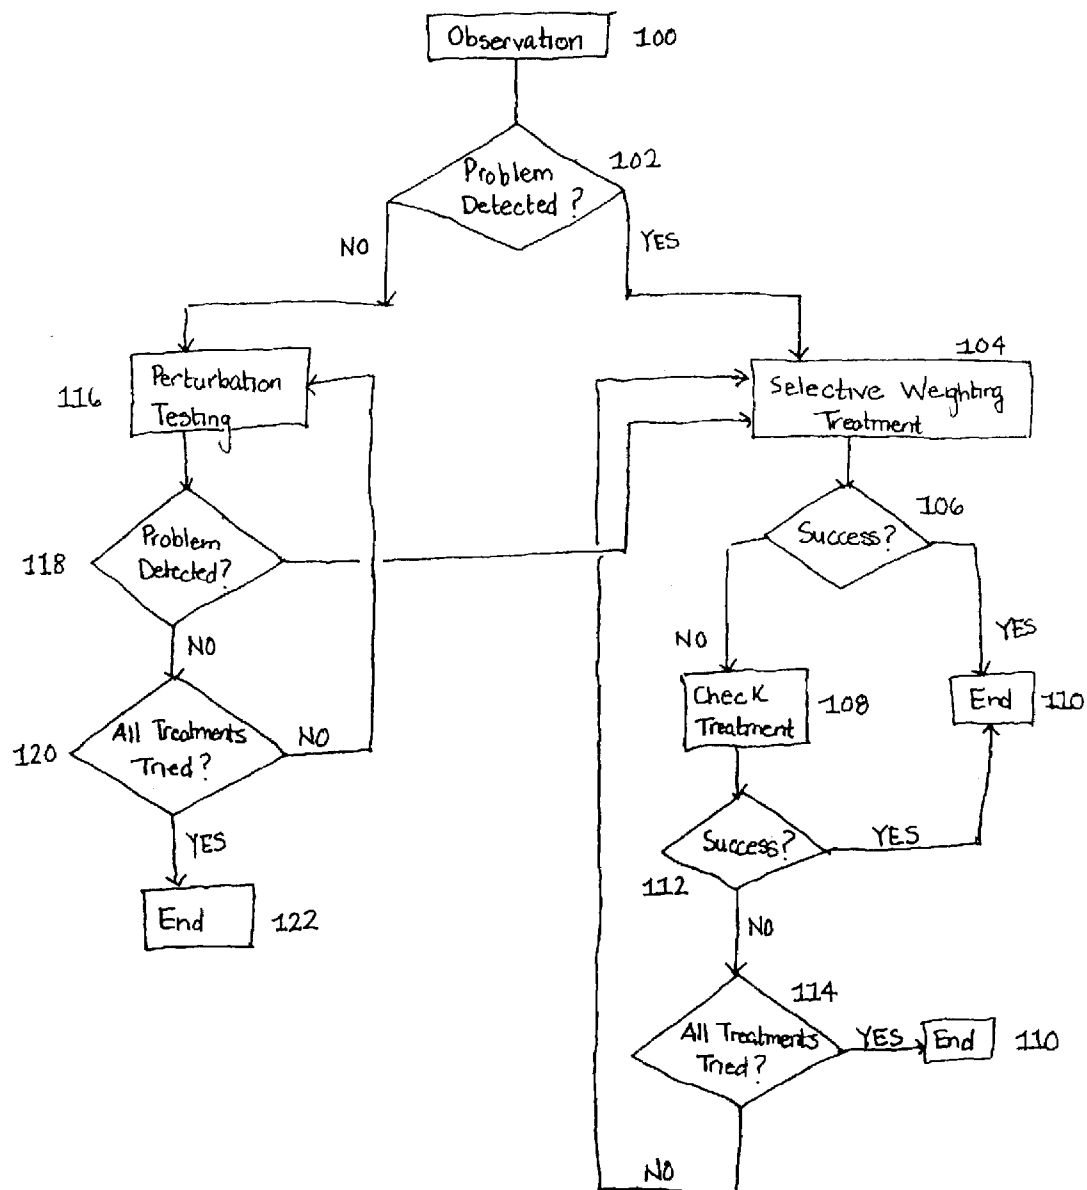 Observation 100
102
Problem
Detected?
NO
YES
104
Selective Weighting
Treatment
116
Perturbation
Testing
106
Success?
118
Problem
Detected?
NO
YES
NO
Check
Treatment
108
End 110
120
All Treatments
Tried?
NO
YES
Success?
YES
112
End 122
NO
114
All Treatments
Tried?
YES
End 110
NO